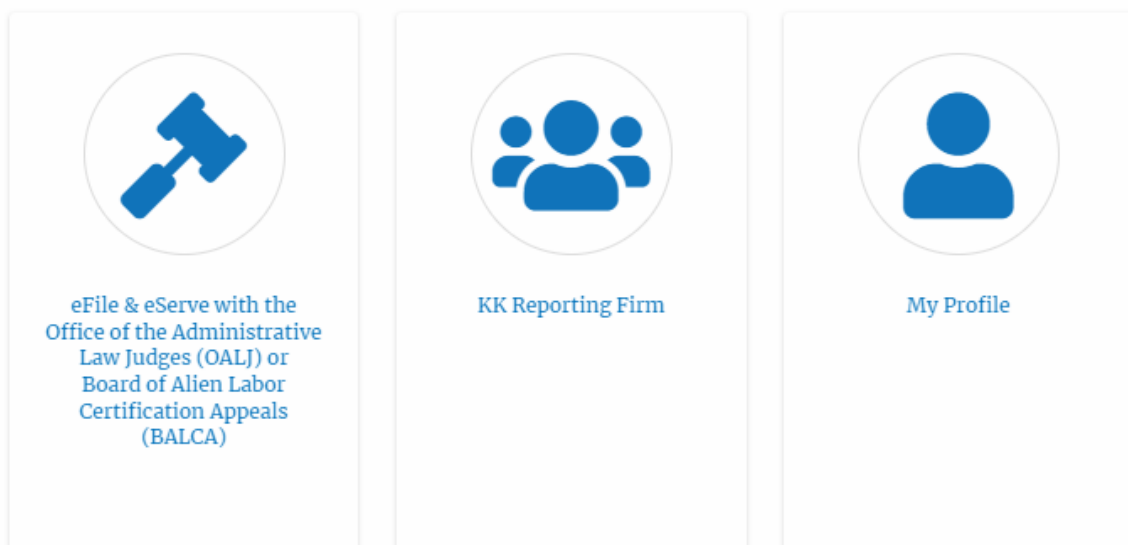 eFile & eServe with the
Office of the Administrative
Law Judges (OALJ) or
Board of Alien Labor
Certification Appeals
(BALCA)
KK Reporting Firm
My Profile